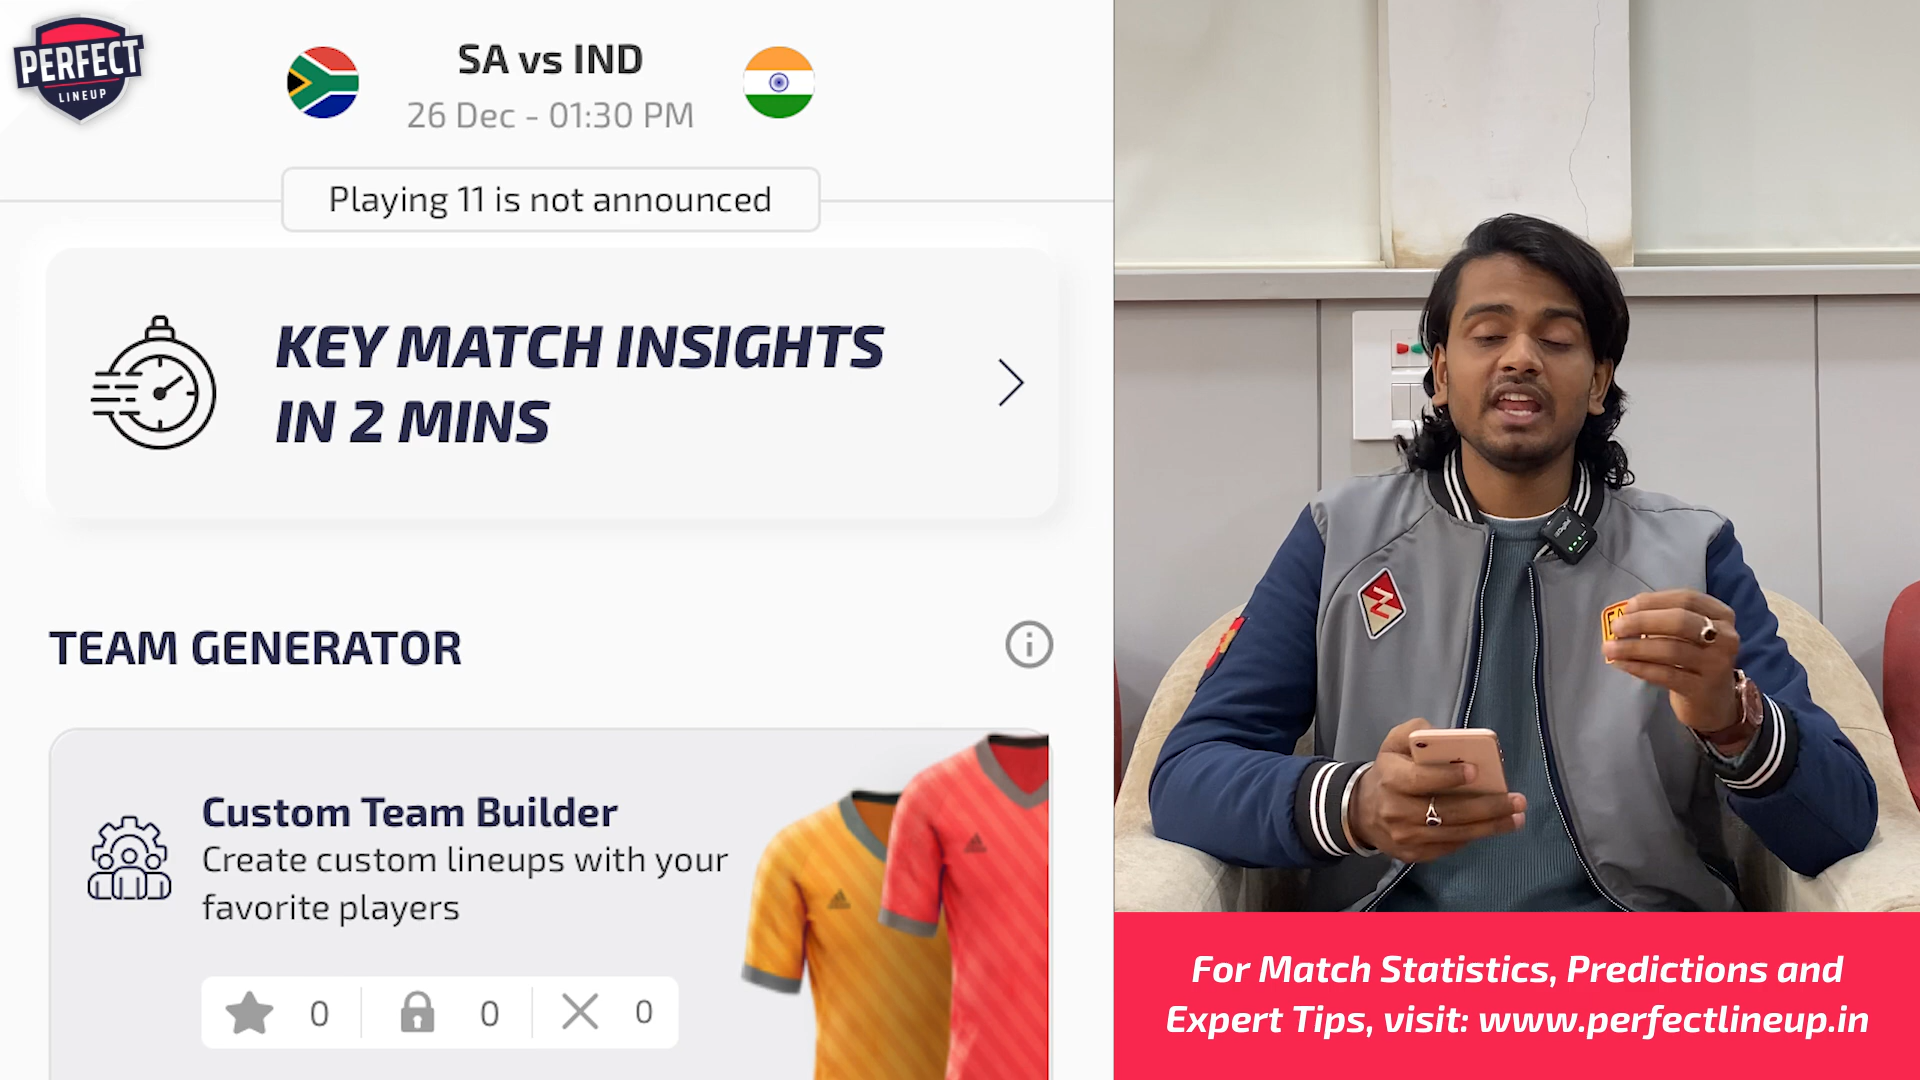 PERFECT
LINEUP
SA vs IND
26 Dec - 01:30 PM
Playing 11 is not announced
KEY MATCH INSIGHTS
IN 2 MINS
TEAM GENERATOR
Custom Team Builder
Create custom lineups with your
favorite players
0
0
0
For Match Statistics, Predictions and
Expert Tips, visit: www.perfectlineup.in